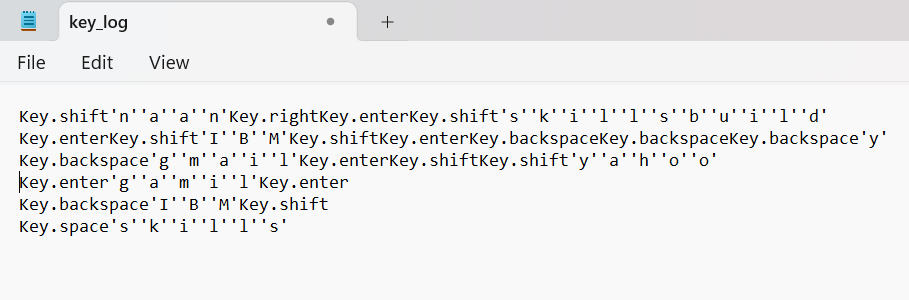 key_log
File Edit View
Key.shift'n''a''a''n'Key.rightKey.enterKey.shift's''k''i''l''l''s''b''u''i''l''d'
Key.enterKey.shift'I''B''M'Key.shiftKey.enterKey.backspaceKey.backspaceKey.backspace'y'
Key.backspace'g''m''a''i''l'Key.enterKey.shiftKey.shift'y''a''h''o''o'
Key.enter'g''a''m''i''l'Key.enter
Key.backspace'I''B''M'Key.shift
Key.space's''k''i''l''l''s'